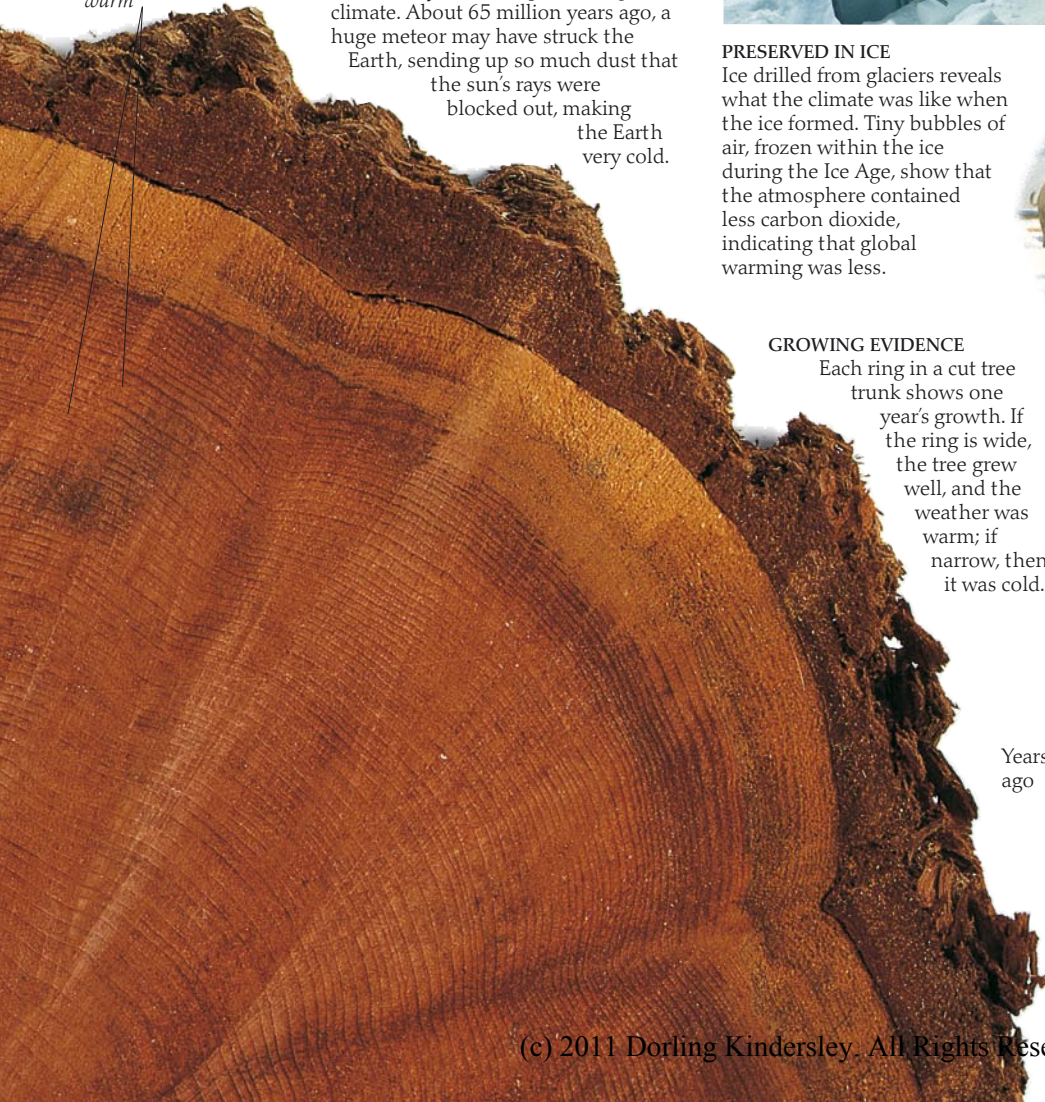 warm
climate. About 65 million years ago, a
huge meteor may have struck the
Earth, sending up so much dust that
the sun's rays were
blocked out, making
the Earth
very cold.
PRESERVED IN ICE
Ice drilled from glaciers reveals
what the climate was like when
the ice formed. Tiny bubbles of
air, frozen within the ice
during the Ice Age, show that
the atmosphere contained
less carbon dioxide,
indicating that global
warming was less.
GROWING EVIDENCE
Each ring in a cut tree
trunk shows one
year's growth. If
the ring is wide,
the tree grew
well, and the
weather was
warm; if
narrow, then
it was cold.
Years
ago
(c) 2011 Dorling Kindersley. All Rights Rese